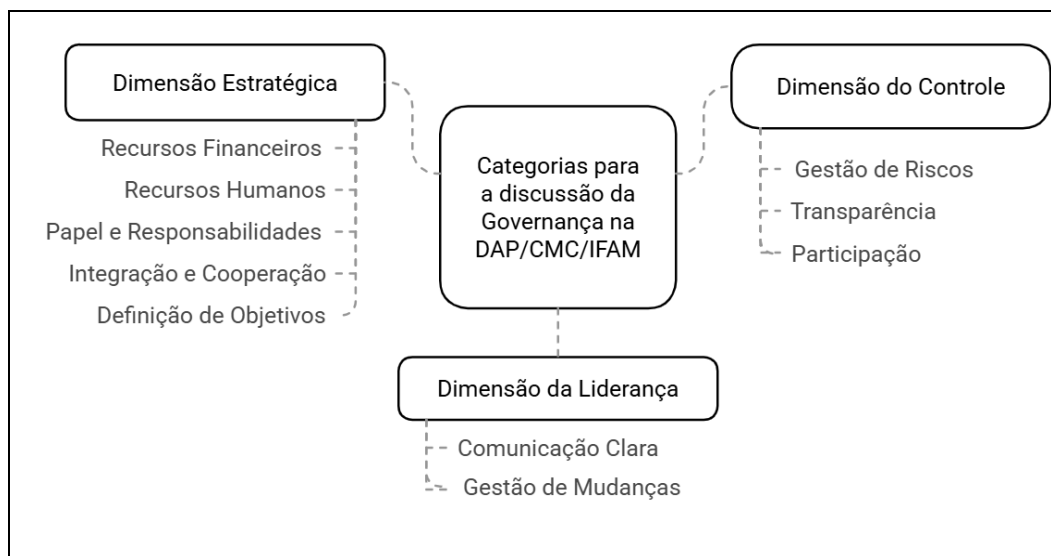 Dimensão Estratégica
Recursos Financeiros
Recursos Humanos
Papel e Responsabilidades
Integração e Cooperação
Definição de Objetivos
Categorias para
a discussão da
Governança na
DAP/CMC/IFAM
Dimensão do Controle
Gestão de Riscos
Transparência
Participação
Dimensão da Liderança
Comunicação Clara
Gestão de Mudanças